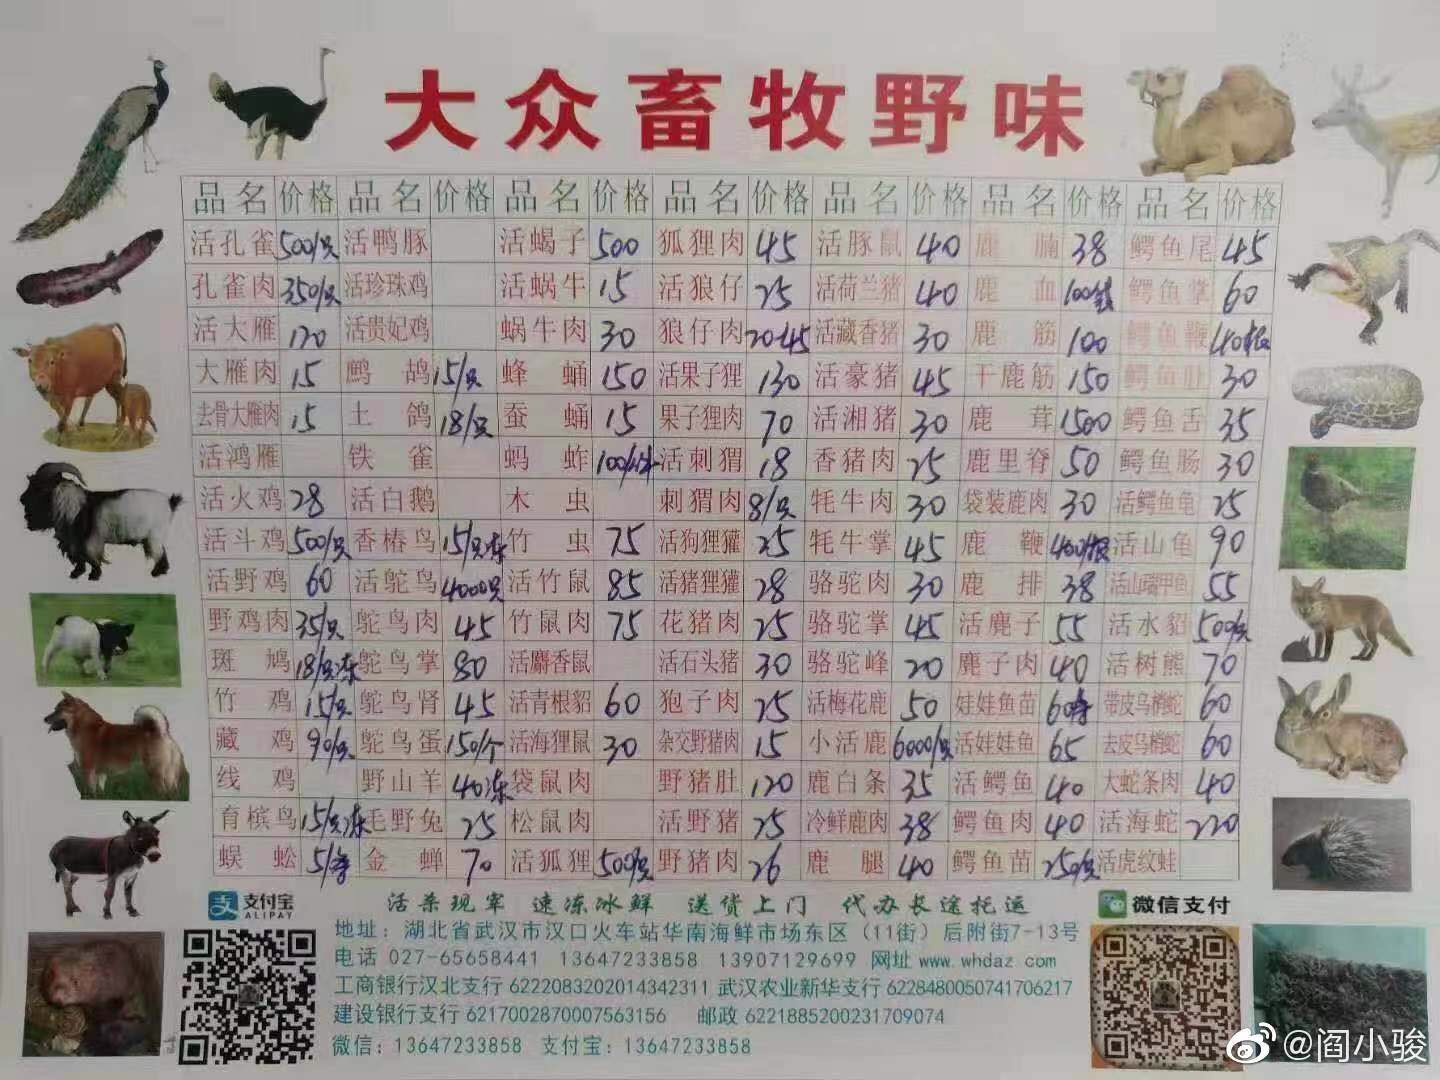 大众畜牧野味
品名 价格 品名 价格 品名 价格 品名 价格 品名 价格 品名 价格 品名 价格
活孔雀 500/只 活鸭豚 活蝎子 500 狐狸肉 45 活豚鼠 40 鹿腩 38 鳄鱼尾 45
孔雀肉 350/只 活珍珠鸡 活蜗牛 15 活狼仔 25 活荷兰猪 40 鹿血 100 鳄鱼掌 60
活大雁 120 活贵妃鸡 蜗牛肉 30 狼仔肉 20-45 活藏香猪 30 鹿筋 100 鳄鱼鞭 40/根
大雁肉 15 鹧鸪 15/只 蜂蛹 150 活果子狸 130 活豪猪 45 干鹿筋 150 鳄鱼肚 30
去骨大雁肉 15 土鸽 18/只 蚕蛹 15 果子狸肉 70 活湘猪 30 鹿茸 1500 鳄鱼舌 35
活鸿雁 铁雀 蚂蚱 100 活刺猬 18 香猪肉 25 鹿里脊 50 鳄鱼肠 30
活火鸡 28 活白鹅 木虫 刺猬肉 8/只 牦牛肉 30 袋装鹿肉 30 活鳄鱼龟 25
活斗鸡 500/只 香椿鸟 15/只冻 竹虫 75 活狗狸獾 25 牦牛掌 45 鹿鞭 400/根 活山龟 90
活野鸡 60 活鸵鸟 4000只 活竹鼠 85 活猪狸獾 28 骆驼肉 30 鹿排 38 活山瑞甲鱼 55
野鸡肉 35/只 鸵鸟肉 45 竹鼠肉 75 花猪肉 25 骆驼掌 45 活麂子 55 活水貂 500/只
斑鸠 18/只冻 鸵鸟掌 80 活麝香鼠 活石头猪 30 骆驼峰 20 麂子肉 40 活树熊 70
竹鸡 15/只 鸵鸟肾 45 活青根貂 60 狍子肉 25 活梅花鹿 50 娃娃鱼苗 60 带皮乌梢蛇 60
藏鸡 90/只 鸵鸟蛋 150/个 活海狸鼠 30 杂交野猪肉 15 小活鹿 6000/只 活娃娃鱼 65 去皮乌梢蛇 60
线鸡 野山羊 40冻 袋鼠肉 野猪肚 120 鹿白条 35 活鳄鱼 40 大蛇条肉 40
育槟鸟 15/只冻 毛野兔 25 松鼠肉 活野猪 25 冷鲜鹿肉 38 鳄鱼肉 40 活海蛇 220
蜈蚣 5/条 金蝉 70 活狐狸 500/只 野猪肉 26 鹿腿 40 鳄鱼苗 250/只 活虎纹蛙
支付宝 ALIPAY 活杀现宰 速冻冰鲜 送货上门 代办长途托运 微信支付
地址：湖北省武汉市汉口火车站华南海鲜市场东区（11街）后附街7-13号
电话 027-65658441 13647233858 13907129699 网址 www.whdaz.com
工商银行汉北支行 6222083202014342311 武汉农业新华支行 6228480050741706217
建设银行支行 6217002870007563156 邮政 6221885200231709074
微信：13647233858 支付宝：13647233858
@阎小骏